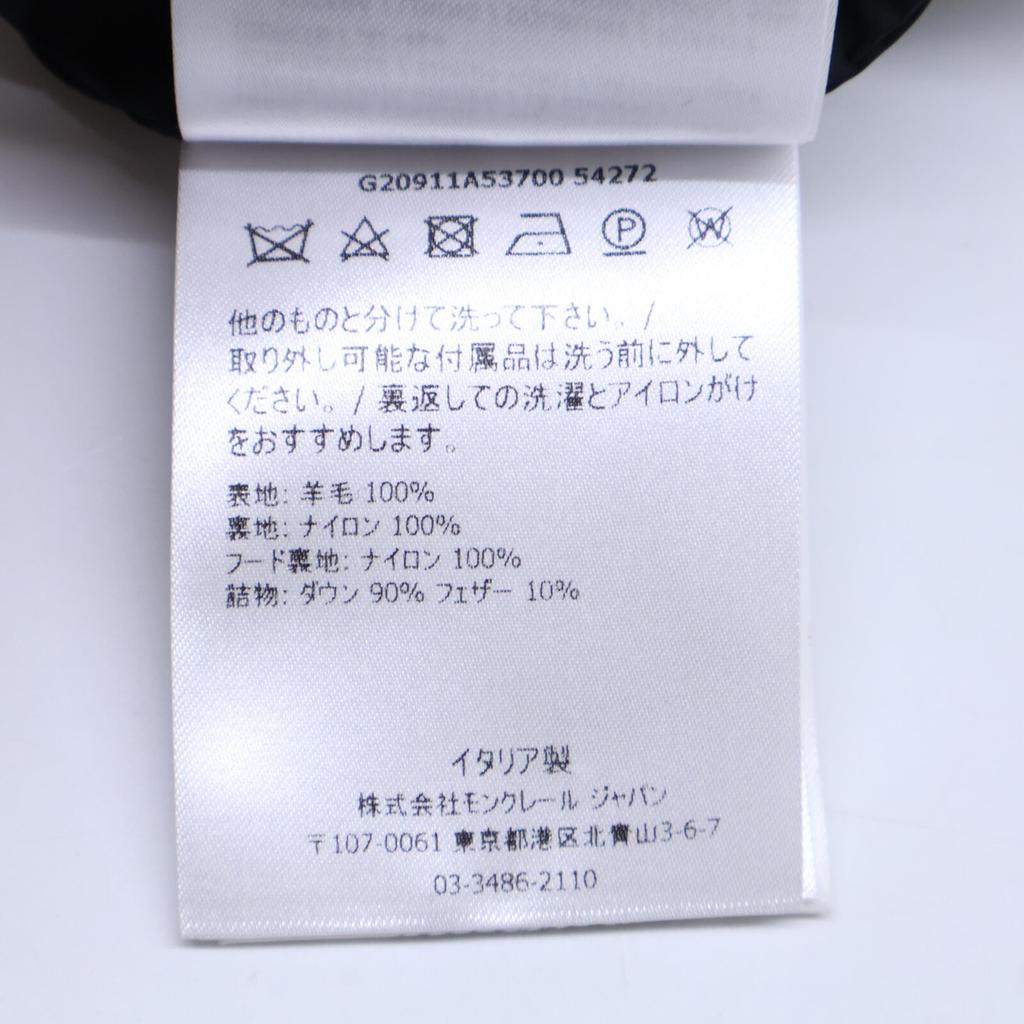 G20911A53700 54272
他のものと分けて洗って下さい。/
取り外し可能な付属品は洗う前に外して
ください。/ 裏返しての洗濯とアイロンがけ
をおすすめします。
表地: 羊毛 100%
裏地: ナイロン 100%
フード裏地: ナイロン 100%
詰物: ダウン 90% フェザー 10%
イタリア製
株式会社モンクレール ジャパン
〒107-0061 東京都港区北青山3-6-7
03-3486-2110